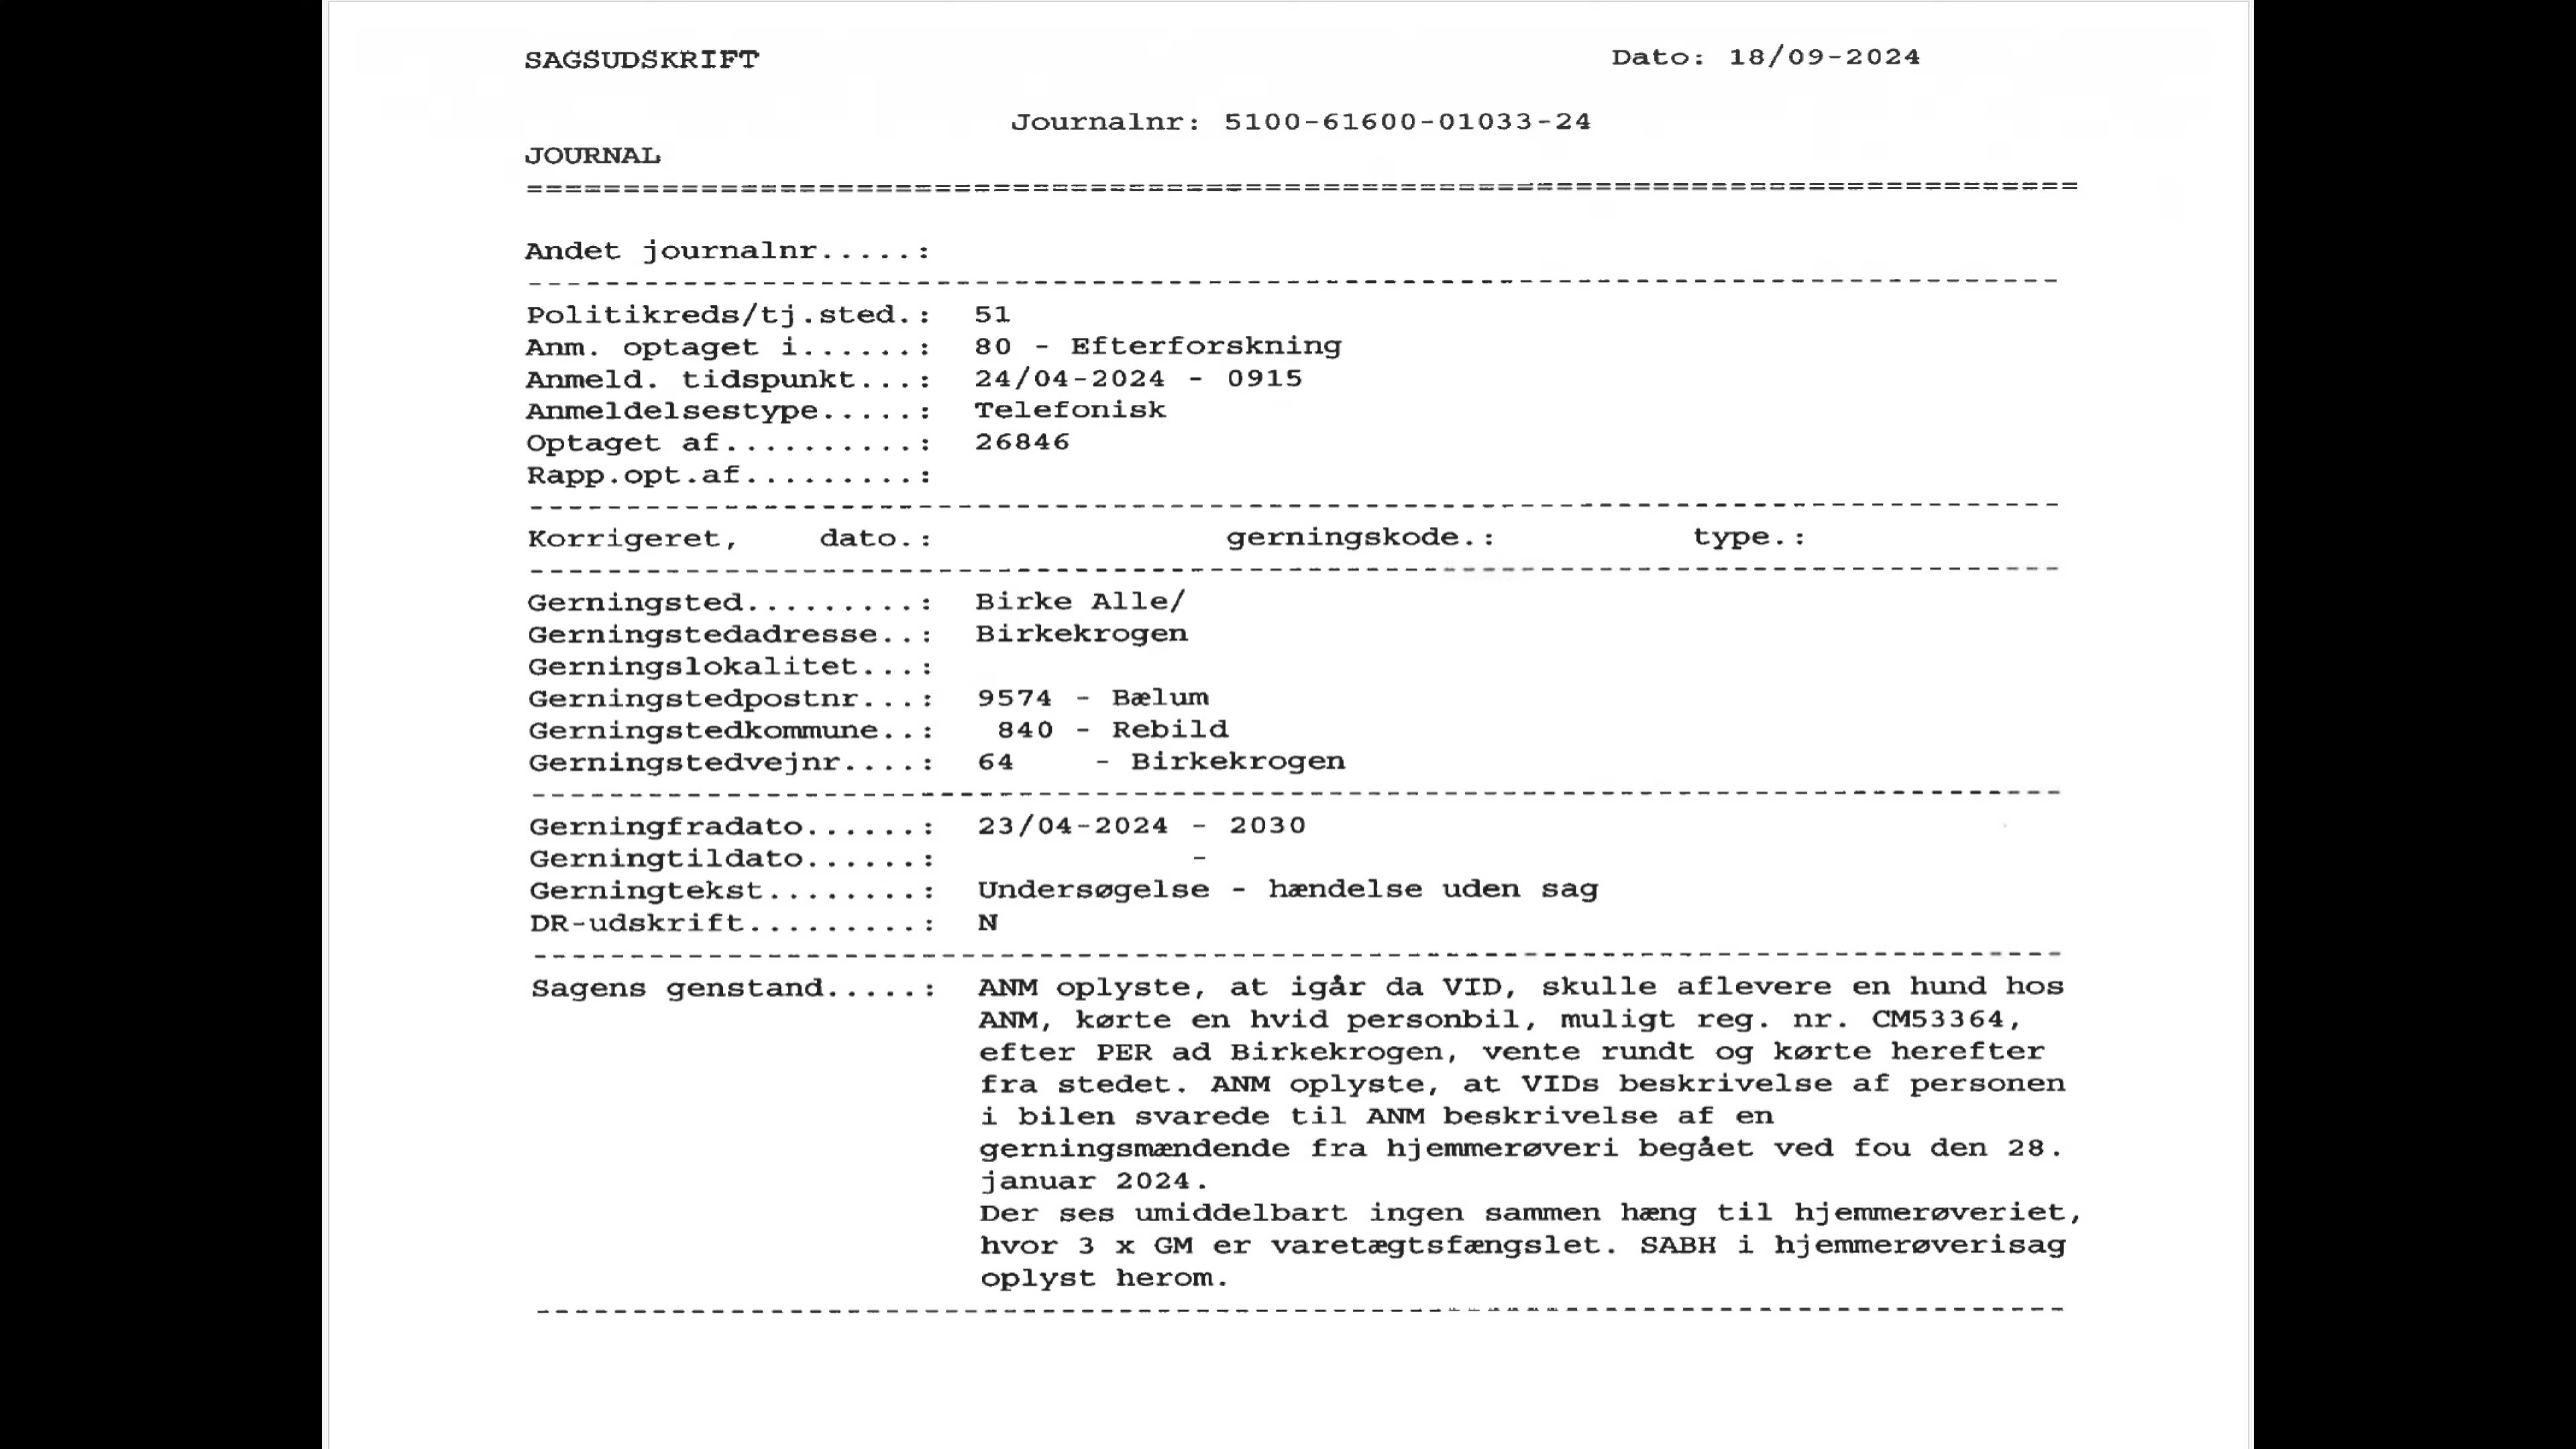 SAGSUDSKRIFT Dato: 18/09-2024
Journalnr: 5100-61600-01033-24
JOURNAL
================================================================================
Andet journalnr.....:
-------------------------------------------------------------------------------
Politikreds/tj.sted.: 51
Anm. optaget i......: 80 - Efterforskning
Anmeld. tidspunkt...: 24/04-2024 - 0915
Anmeldelsestype.....: Telefonisk
Optaget af..........: 26846
Rapp.opt.af.........:
-------------------------------------------------------------------------------
Korrigeret, dato.: gerningskode.: type.:
-------------------------------------------------------------------------------
Gerningsted.........: Birke Alle/
Gerningstedadresse..: Birkekrogen
Gerningslokalitet...:
Gerningstedpostnr...: 9574 - Bælum
Gerningstedkommune..: 840 - Rebild
Gerningstedvejnr....: 64 - Birkekrogen
-------------------------------------------------------------------------------
Gerningfradato......: 23/04-2024 - 2030
Gerningtildato......: -
Gerningtekst........: Undersøgelse - hændelse uden sag
DR-udskrift.........: N
-------------------------------------------------------------------------------
Sagens genstand.....: ANM oplyste, at igår da VID, skulle aflevere en hund hos
ANM, kørte en hvid personbil, muligt reg. nr. CM53364,
efter PER ad Birkekrogen, vente rundt og kørte herefter
fra stedet. ANM oplyste, at VIDs beskrivelse af personen
i bilen svarede til ANM beskrivelse af en
gerningsmændende fra hjemmerøveri begået ved fou den 28.
januar 2024.
Der ses umiddelbart ingen sammen hæng til hjemmerøveriet,
hvor 3 x GM er varetægtsfængslet. SABH i hjemmerøverisag
oplyst herom.
-------------------------------------------------------------------------------